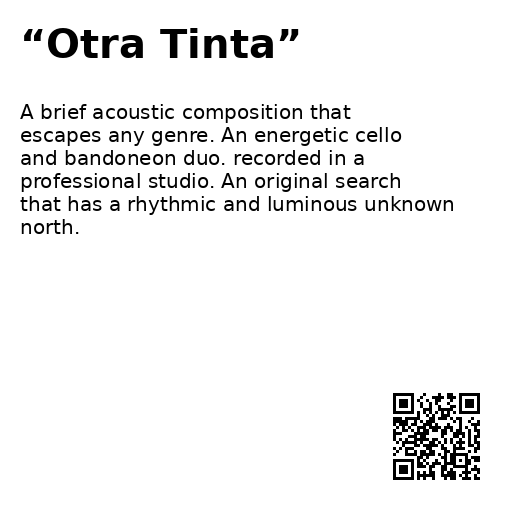 “Otra Tinta”
A brief acoustic composition that
escapes any genre. An energetic cello
and bandoneon duo. recorded in a
professional studio. An original search
that has a rhythmic and luminous unknown
north.